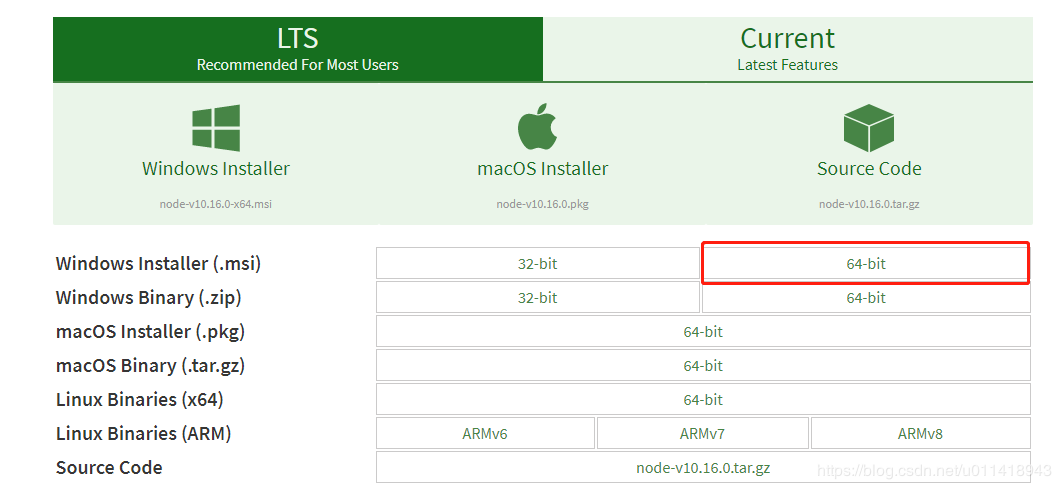 LTS
Recommended For Most Users
Current
Latest Features
Windows Installer
node-v10.16.0-x64.msi
macOS Installer
node-v10.16.0.pkg
Source Code
node-v10.16.0.tar.gz
Windows Installer (.msi) 32-bit 64-bit
Windows Binary (.zip) 32-bit 64-bit
macOS Installer (.pkg) 64-bit
macOS Binary (.tar.gz) 64-bit
Linux Binaries (x64) 64-bit
Linux Binaries (ARM) ARMv6 ARMv7 ARMv8
Source Code node-v10.16.0.tar.gz
https://blog.csdn.net/u011418943